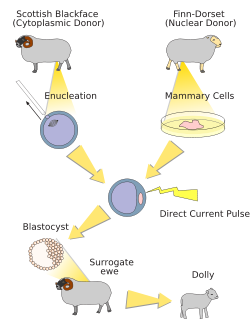 Scottish Blackface
(Cytoplasmic Donor)
Finn-Dorset
(Nuclear Donor)
Enucleation
Mammary Cells
Direct Current Pulse
Blastocyst
Surrogate
ewe
Dolly